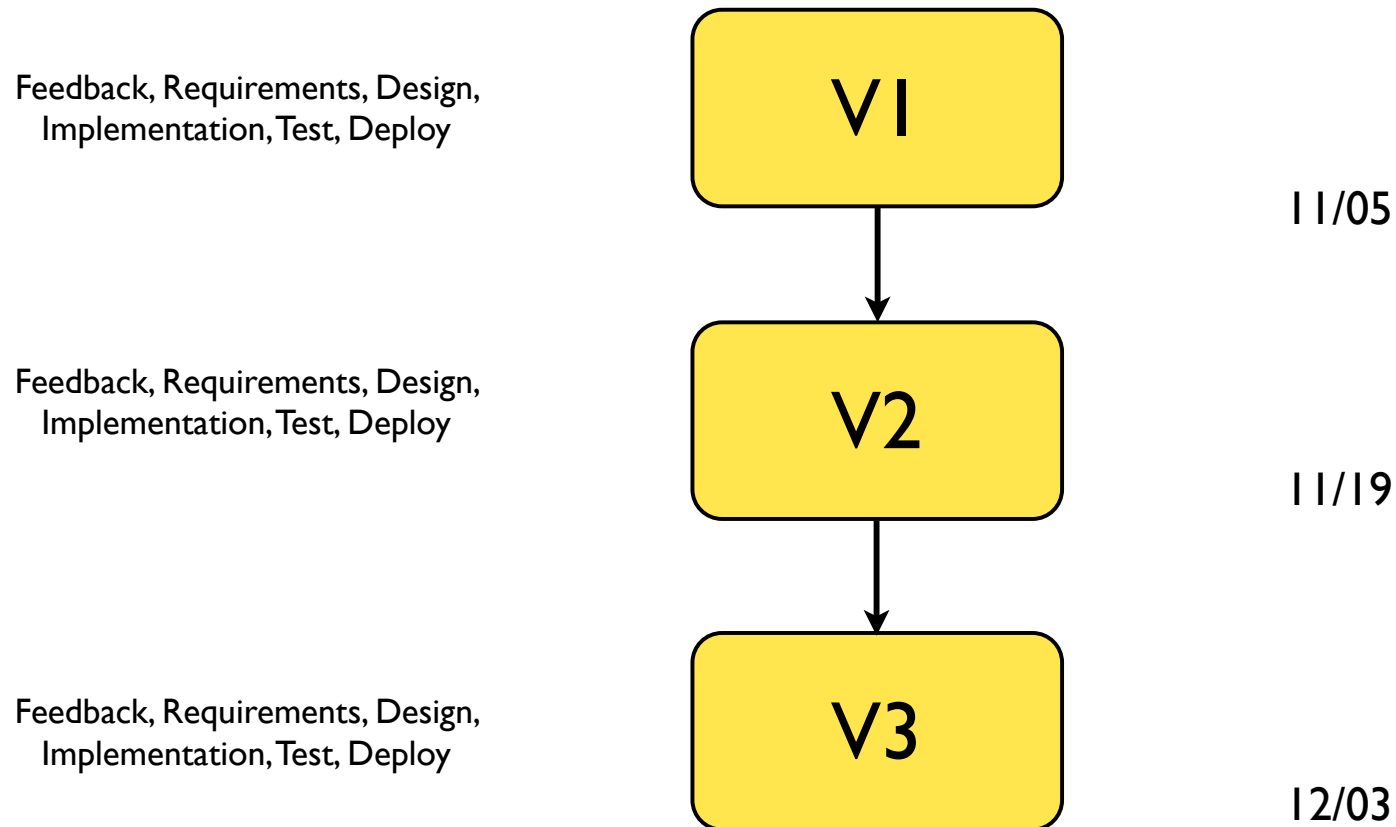 Feedback, Requirements, Design,
Implementation, Test, Deploy
V1
11/05
Feedback, Requirements, Design,
Implementation, Test, Deploy
V2
11/19
Feedback, Requirements, Design,
Implementation, Test, Deploy
V3
12/03